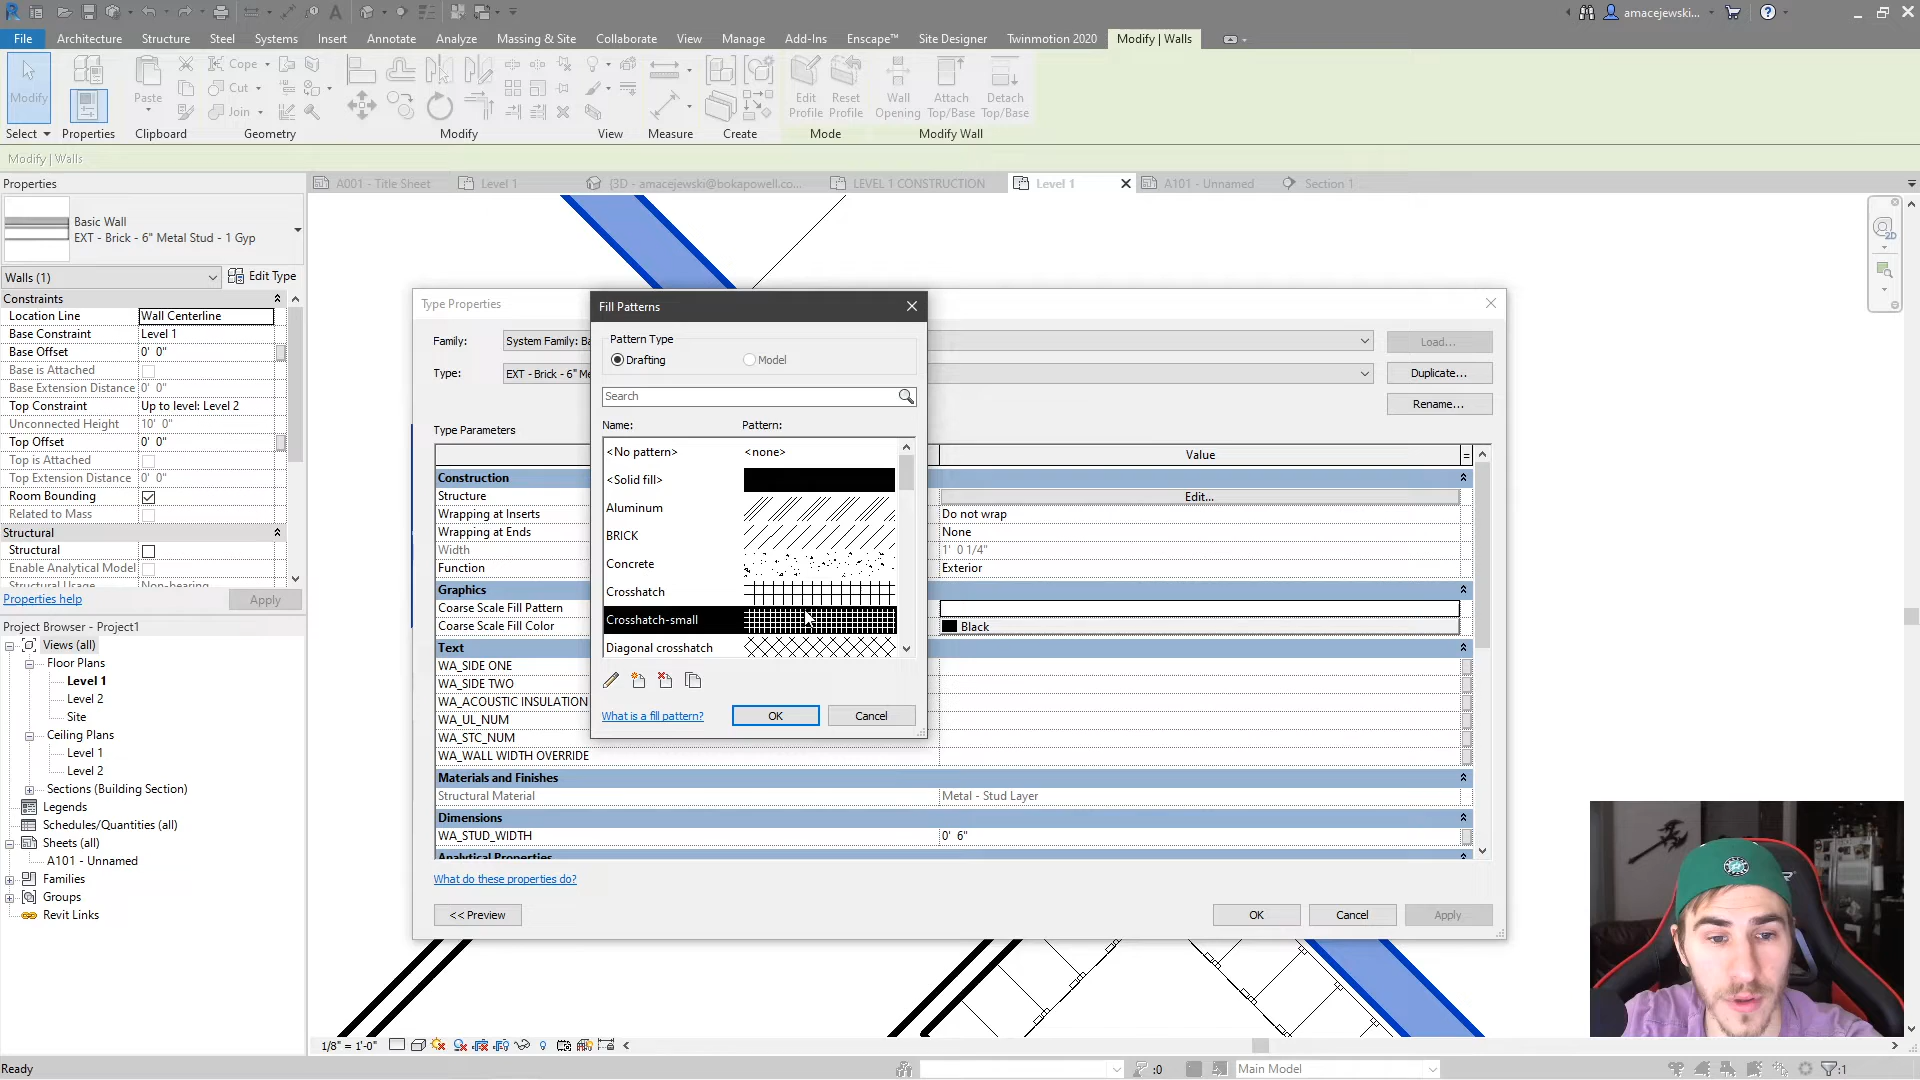 amacejewski...
File Architecture Structure Steel Systems Insert Annotate Analyze Massing & Site Collaborate View Manage Add-Ins Enscape™ Site Designer Twinmotion 2020 Modify | Walls
Modify
Paste
Cope
Cut
Join
Edit Profile
Reset Profile
Wall Opening
Attach Top/Base
Detach Top/Base
Select Properties Clipboard Geometry Modify View Measure Create Mode Modify Wall
Modify | Walls
Properties
A001 - Title Sheet Level 1 {3D - amacejewski@bokapowell.co... LEVEL 1 CONSTRUCTION Level 1 A101 - Unnamed Section 1
Basic Wall
EXT - Brick - 6" Metal Stud - 1 Gyp
Walls (1) Edit Type
Constraints
Location Line Wall Centerline
Base Constraint Level 1
Base Offset 0' 0"
Base is Attached
Base Extension Distance 0' 0"
Top Constraint Up to level: Level 2
Unconnected Height 10' 0"
Top Offset 0' 0"
Top is Attached
Top Extension Distance 0' 0"
Room Bounding
Related to Mass
Structural
Structural
Enable Analytical Model
Structural Usage Non-bearing
Properties help Apply
Project Browser - Project1
Views (all)
Floor Plans
Level 1
Level 2
Site
Ceiling Plans
Level 1
Level 2
Sections (Building Section)
Legends
Schedules/Quantities (all)
Sheets (all)
A101 - Unnamed
Families
Groups
Revit Links
Type Properties
Family: System Family: Ba
Load...
Type: EXT - Brick - 6" Me
Duplicate...
Rename...
Type Parameters
Value
Construction
Structure Edit...
Wrapping at Inserts Do not wrap
Wrapping at Ends None
Width 1' 0 1/4"
Function Exterior
Graphics
Coarse Scale Fill Pattern
Coarse Scale Fill Color Black
Text
WA_SIDE ONE
WA_SIDE TWO
WA_ACOUSTIC INSULATION
WA_UL_NUM
WA_STC_NUM
WA_WALL WIDTH OVERRIDE
Materials and Finishes
Structural Material Metal - Stud Layer
Dimensions
WA_STUD_WIDTH 0' 6"
Analytical Properties
What do these properties do?
<< Preview OK Cancel Apply
Fill Patterns
Pattern Type
Drafting Model
Search
Name: Pattern:
<No pattern> <none>
<Solid fill>
Aluminum
BRICK
Concrete
Crosshatch
Crosshatch-small
Diagonal crosshatch
What is a fill pattern? OK Cancel
1/8" = 1'-0"
Ready
:0
Main Model
:1
2D